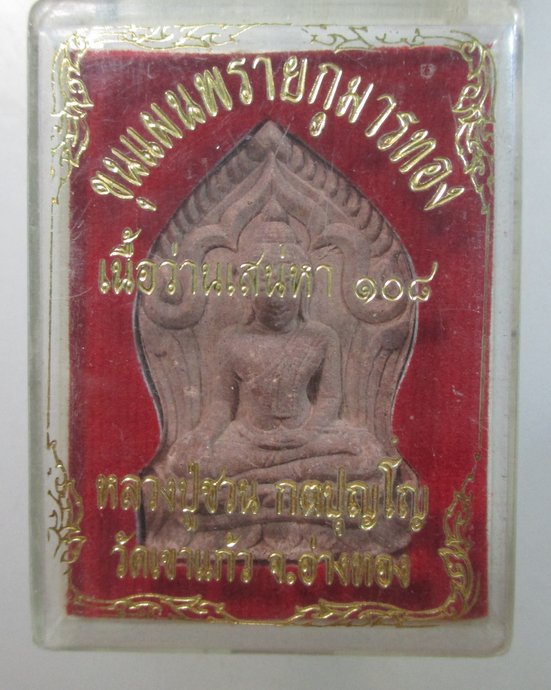 ขุนแผนพรายกุมารทอง
เนื้อว่านเสน่หา ๑๐๘
หลวงปู่ชวน กตปุญฺโญ
วัดเขาแก้ว จ.อ่างทอง